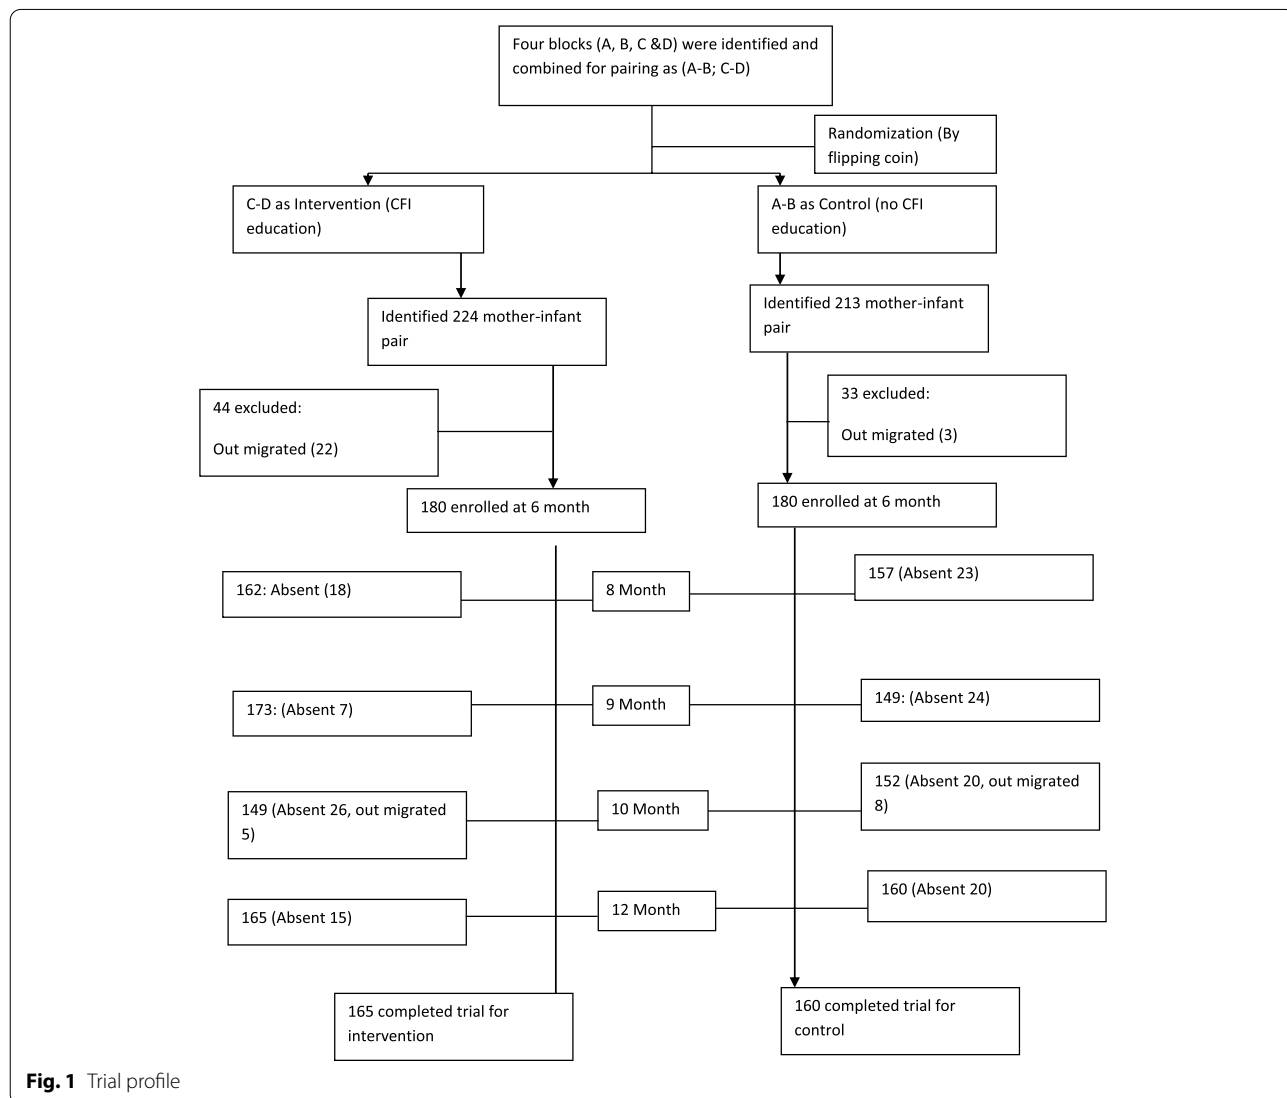 Four blocks (A, B, C &D) were identified and
combined for pairing as (A-B; C-D)
Randomization (By
flipping coin)
C-D as Intervention (CFI
education)
A-B as Control (no CFI
education)
Identified 224 mother-infant
pair
Identified 213 mother-infant
pair
44 excluded:
Out migrated (22)
33 excluded:
Out migrated (3)
180 enrolled at 6 month
180 enrolled at 6 month
162: Absent (18)
8 Month
157 (Absent 23)
173: (Absent 7)
9 Month
149: (Absent 24)
149 (Absent 26, out migrated
5)
10 Month
152 (Absent 20, out migrated
8)
165 (Absent 15)
12 Month
160 (Absent 20)
165 completed trial for
intervention
160 completed trial for
control
Fig. 1 Trial profile